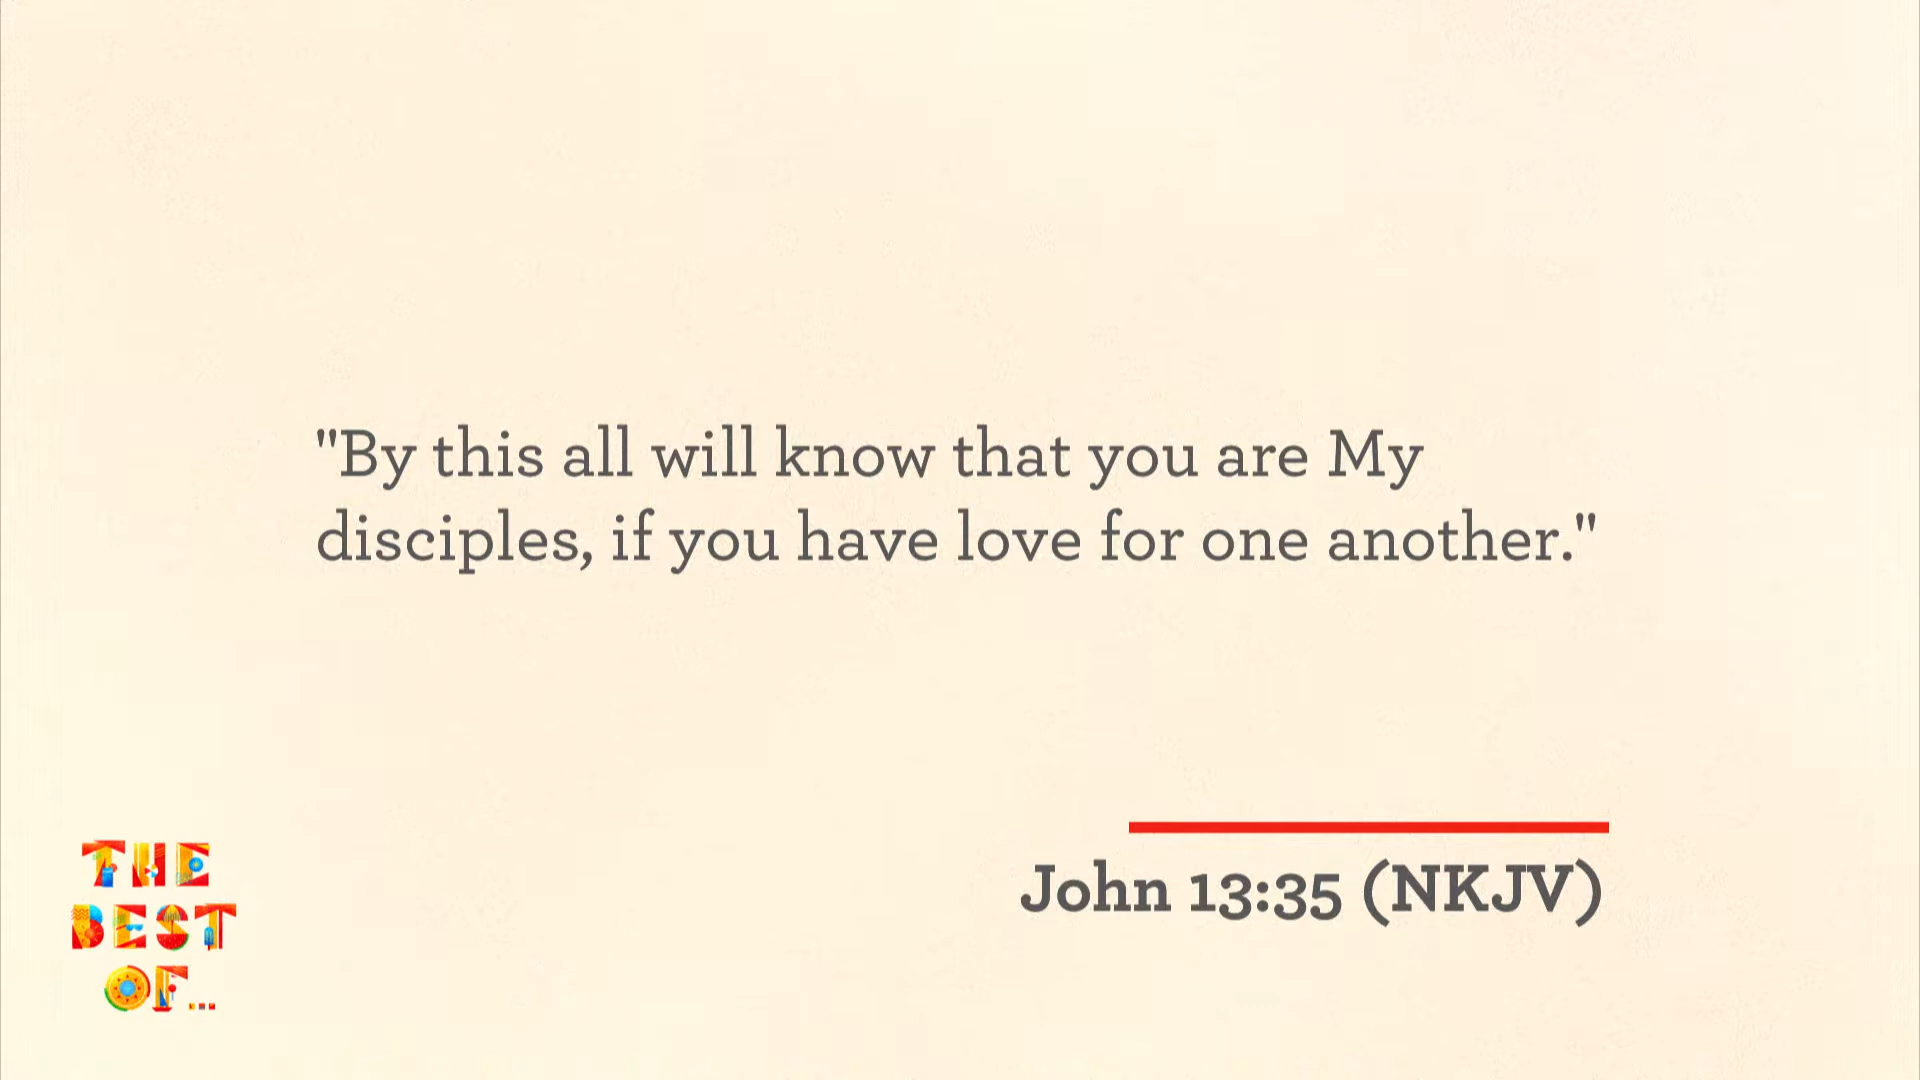 "By this all will know that you are My
disciples, if you have love for one another."
John 13:35 (NKJV)
THE
BEST
OF...